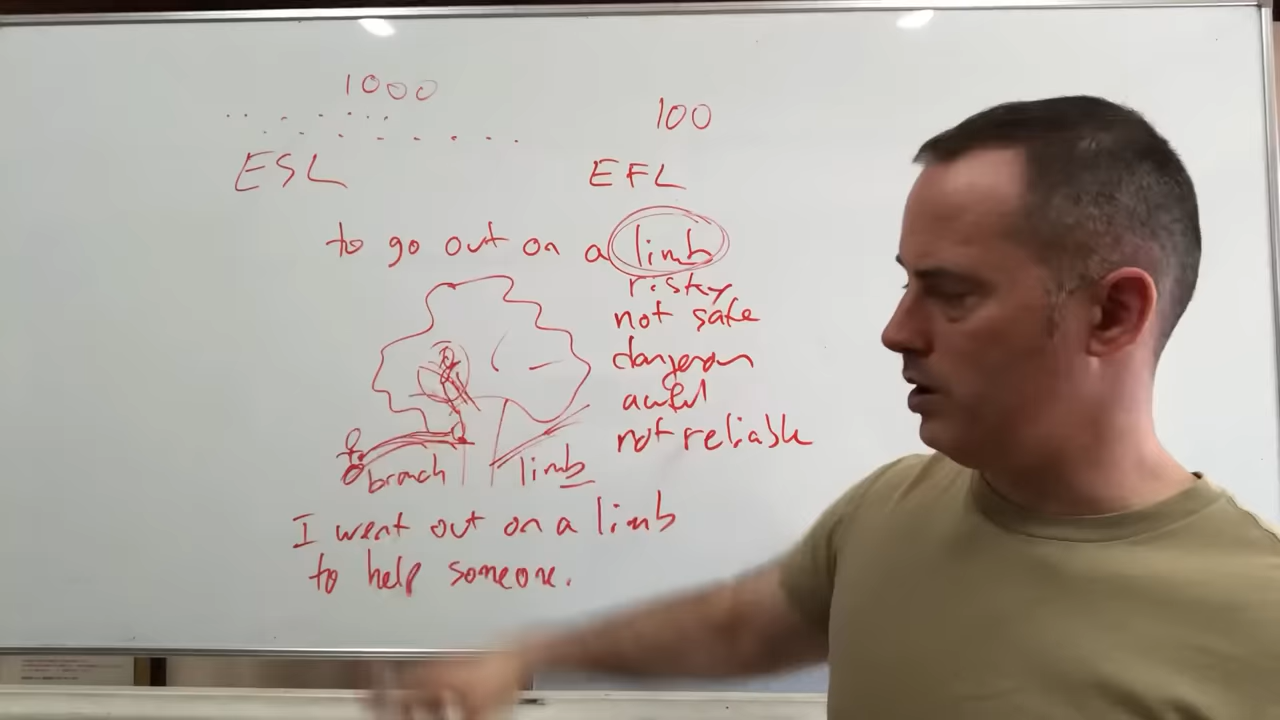 1000
100
ESL
EFL
to go out on a limb
risky
not safe
dangerous
awful
not reliable
branch
limb
I went out on a limb
to help someone.